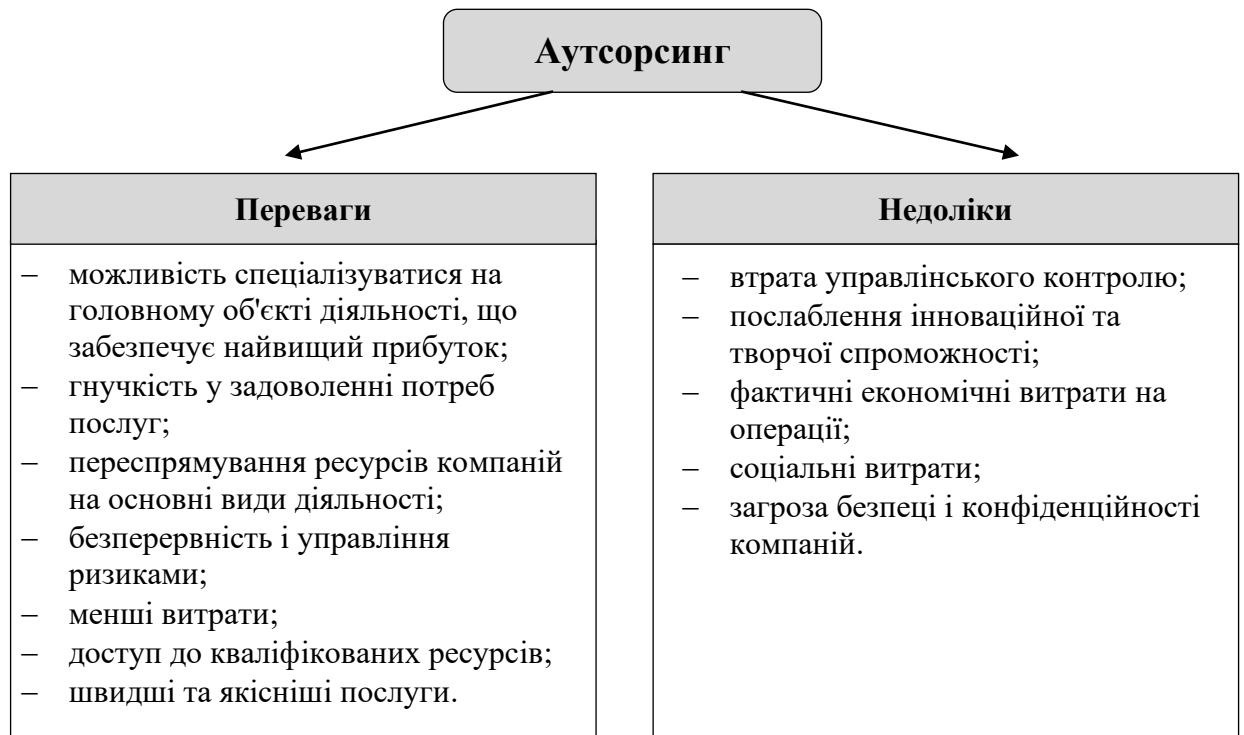 Аутсорсинг
Переваги
– можливість спеціалізуватися на
головному об'єкті діяльності, що
забезпечує найвищий прибуток;
– гнучкість у задоволенні потреб
послуг;
– переспрямування ресурсів компаній
на основні види діяльності;
– безперервність і управління
ризиками;
– менші витрати;
– доступ до кваліфікованих ресурсів;
– швидші та якісніші послуги.
Недоліки
– втрата управлінського контролю;
– послаблення інноваційної та
творчої спроможності;
– фактичні економічні витрати на
операції;
– соціальні витрати;
– загроза безпеці і конфіденційності
компаній.